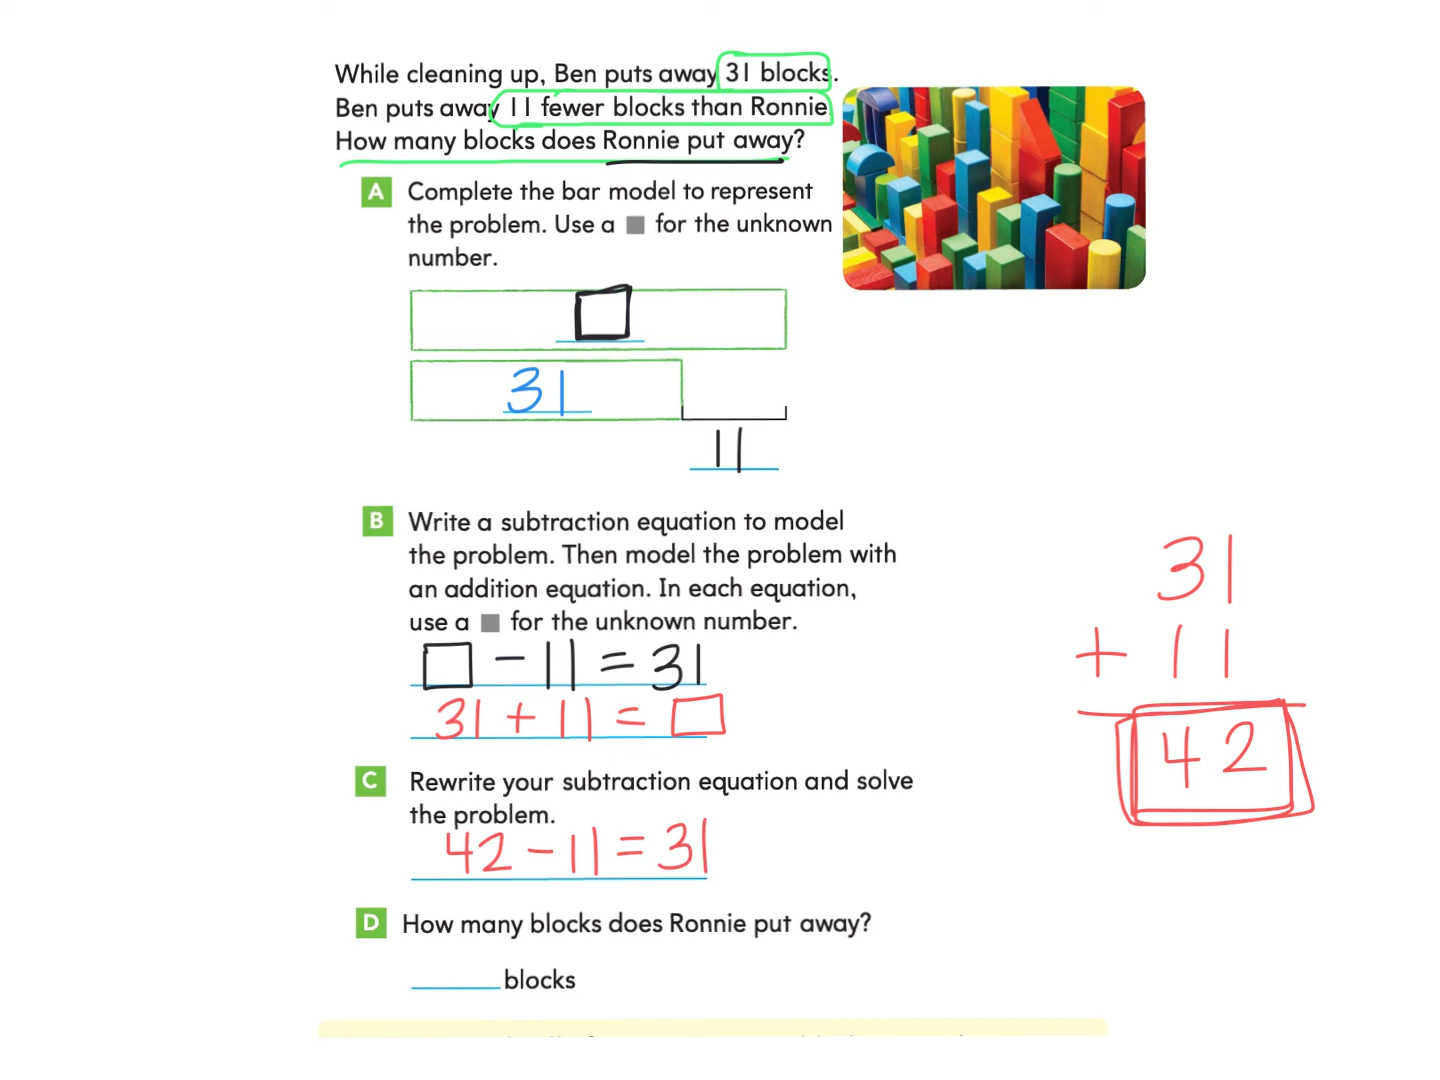 While cleaning up, Ben puts away 31 blocks.
Ben puts away 11 fewer blocks than Ronnie
How many blocks does Ronnie put away?
A Complete the bar model to represent
the problem. Use a ■ for the unknown
number.
□
31
11
B Write a subtraction equation to model
the problem. Then model the problem with
an addition equation. In each equation,
use a ■ for the unknown number.
□ - 11 = 31
31 + 11 = □
31
+ 11
42
C Rewrite your subtraction equation and solve
the problem.
42 - 11 = 31
D How many blocks does Ronnie put away?
blocks